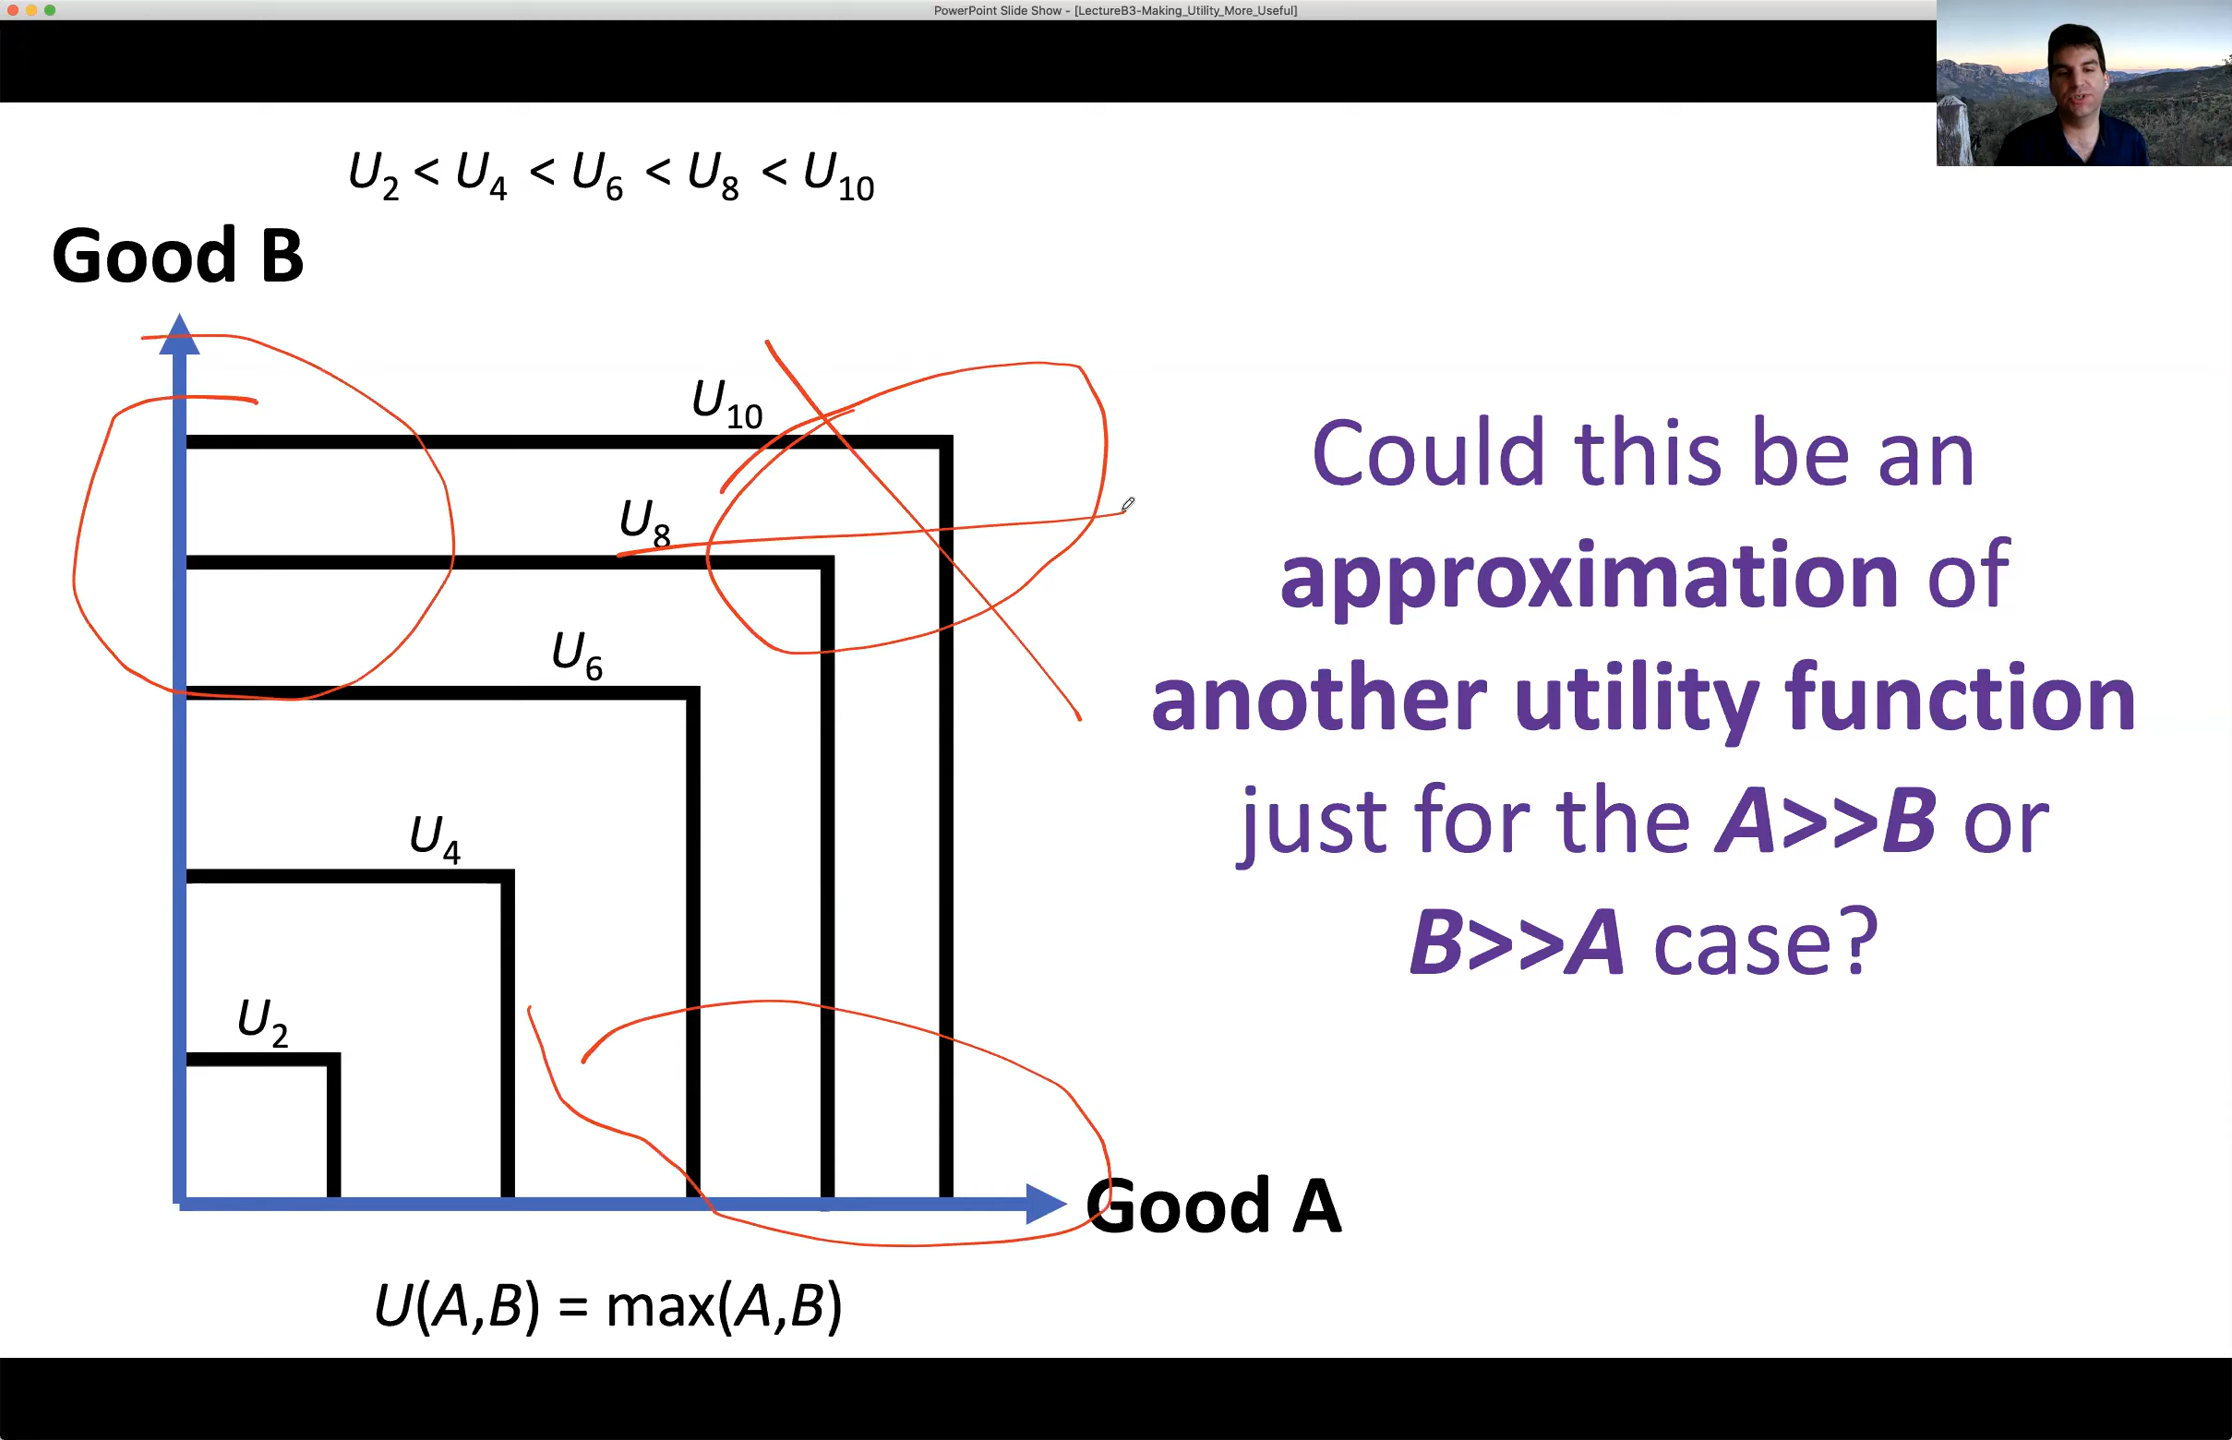 PowerPoint Slide Show - [LectureB3-Making_Utility_More_Useful]
U2 < U4 < U6 < U8 < U10
Good B
U10
U8
U6
U4
U2
Good A
U(A,B) = max(A,B)
Could this be an
approximation of
another utility function
just for the A>>B or
B>>A case?